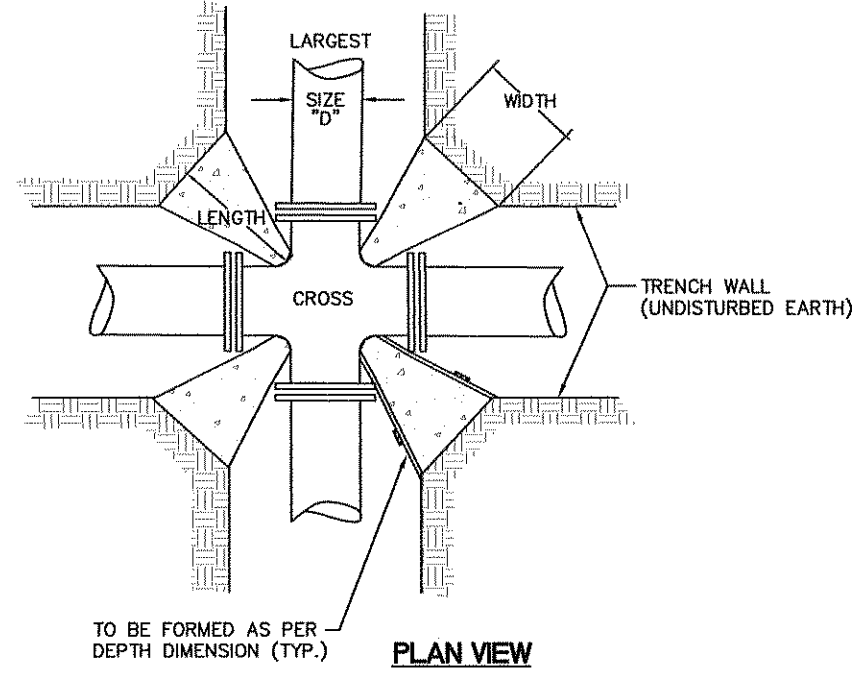 LARGEST
SIZE
"D"
WIDTH
LENGTH
CROSS
TRENCH WALL
(UNDISTURBED EARTH)
TO BE FORMED AS PER
DEPTH DIMENSION (TYP.)
PLAN VIEW